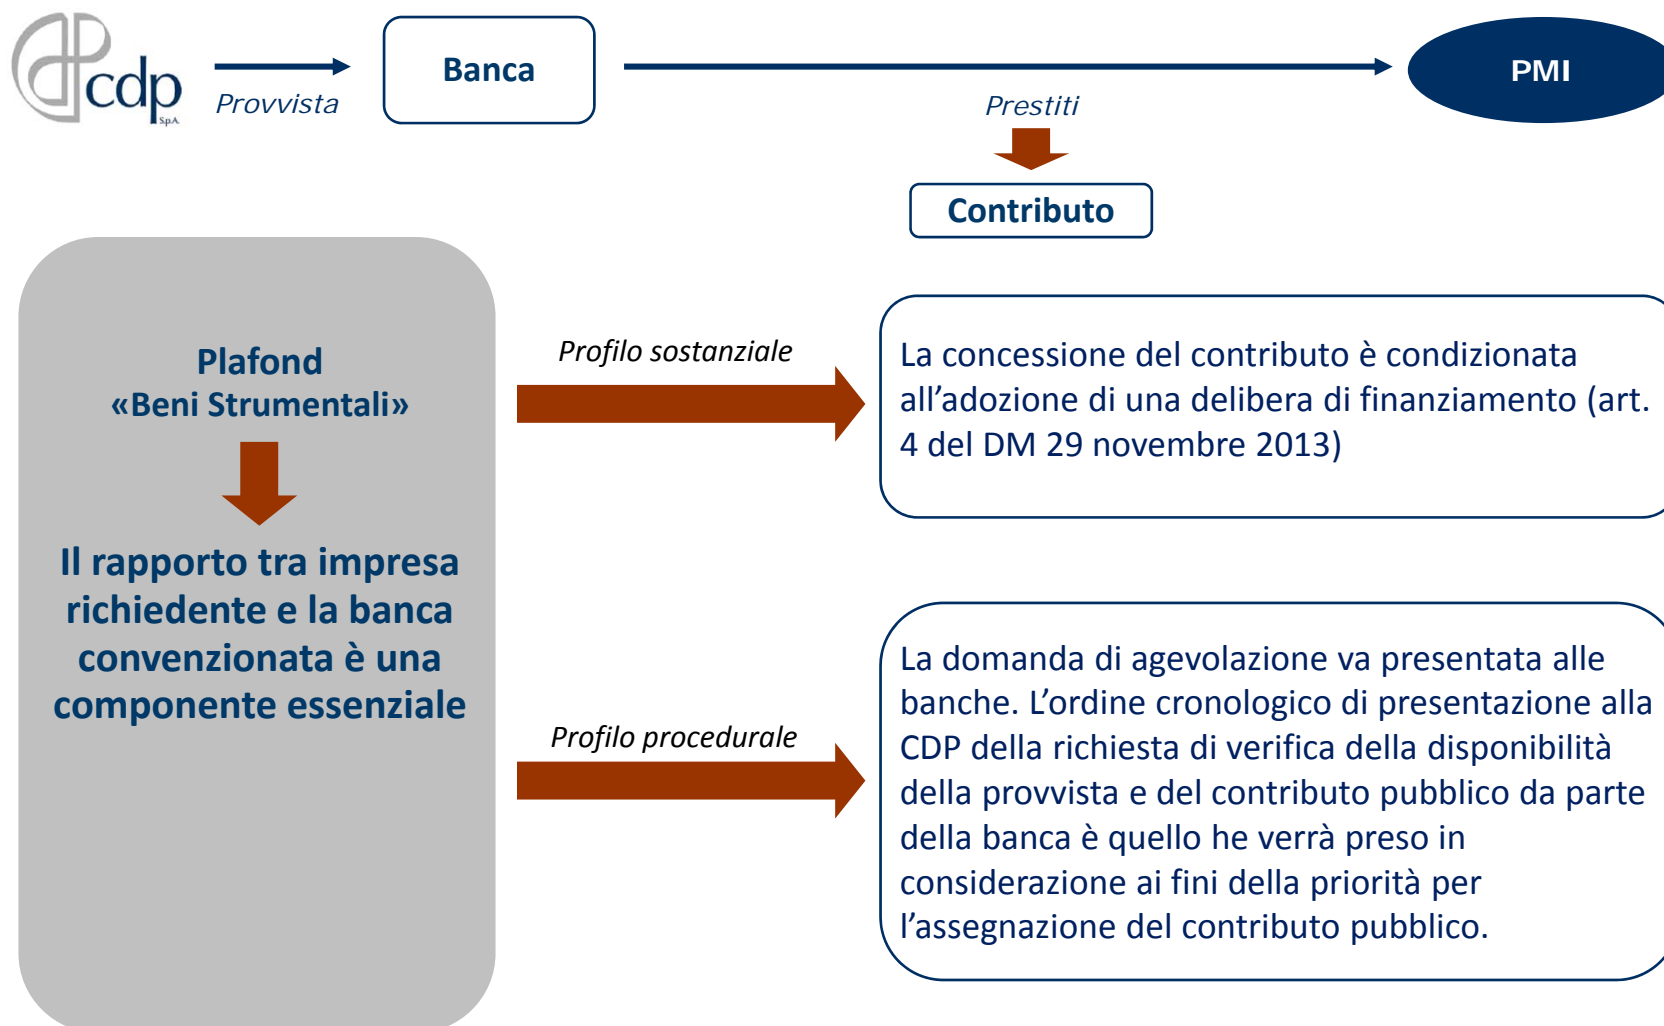 cdp
S.p.A.
Provvista
Banca
Prestiti
PMI
Contributo
Plafond
«Beni Strumentali»
Il rapporto tra impresa
richiedente e la banca
convenzionata è una
componente essenziale
Profilo sostanziale
La concessione del contributo è condizionata
all’adozione di una delibera di finanziamento (art.
4 del DM 29 novembre 2013)
Profilo procedurale
La domanda di agevolazione va presentata alle
banche. L’ordine cronologico di presentazione alla
CDP della richiesta di verifica della disponibilità
della provvista e del contributo pubblico da parte
della banca è quello he verrà preso in
considerazione ai fini della priorità per
l’assegnazione del contributo pubblico.